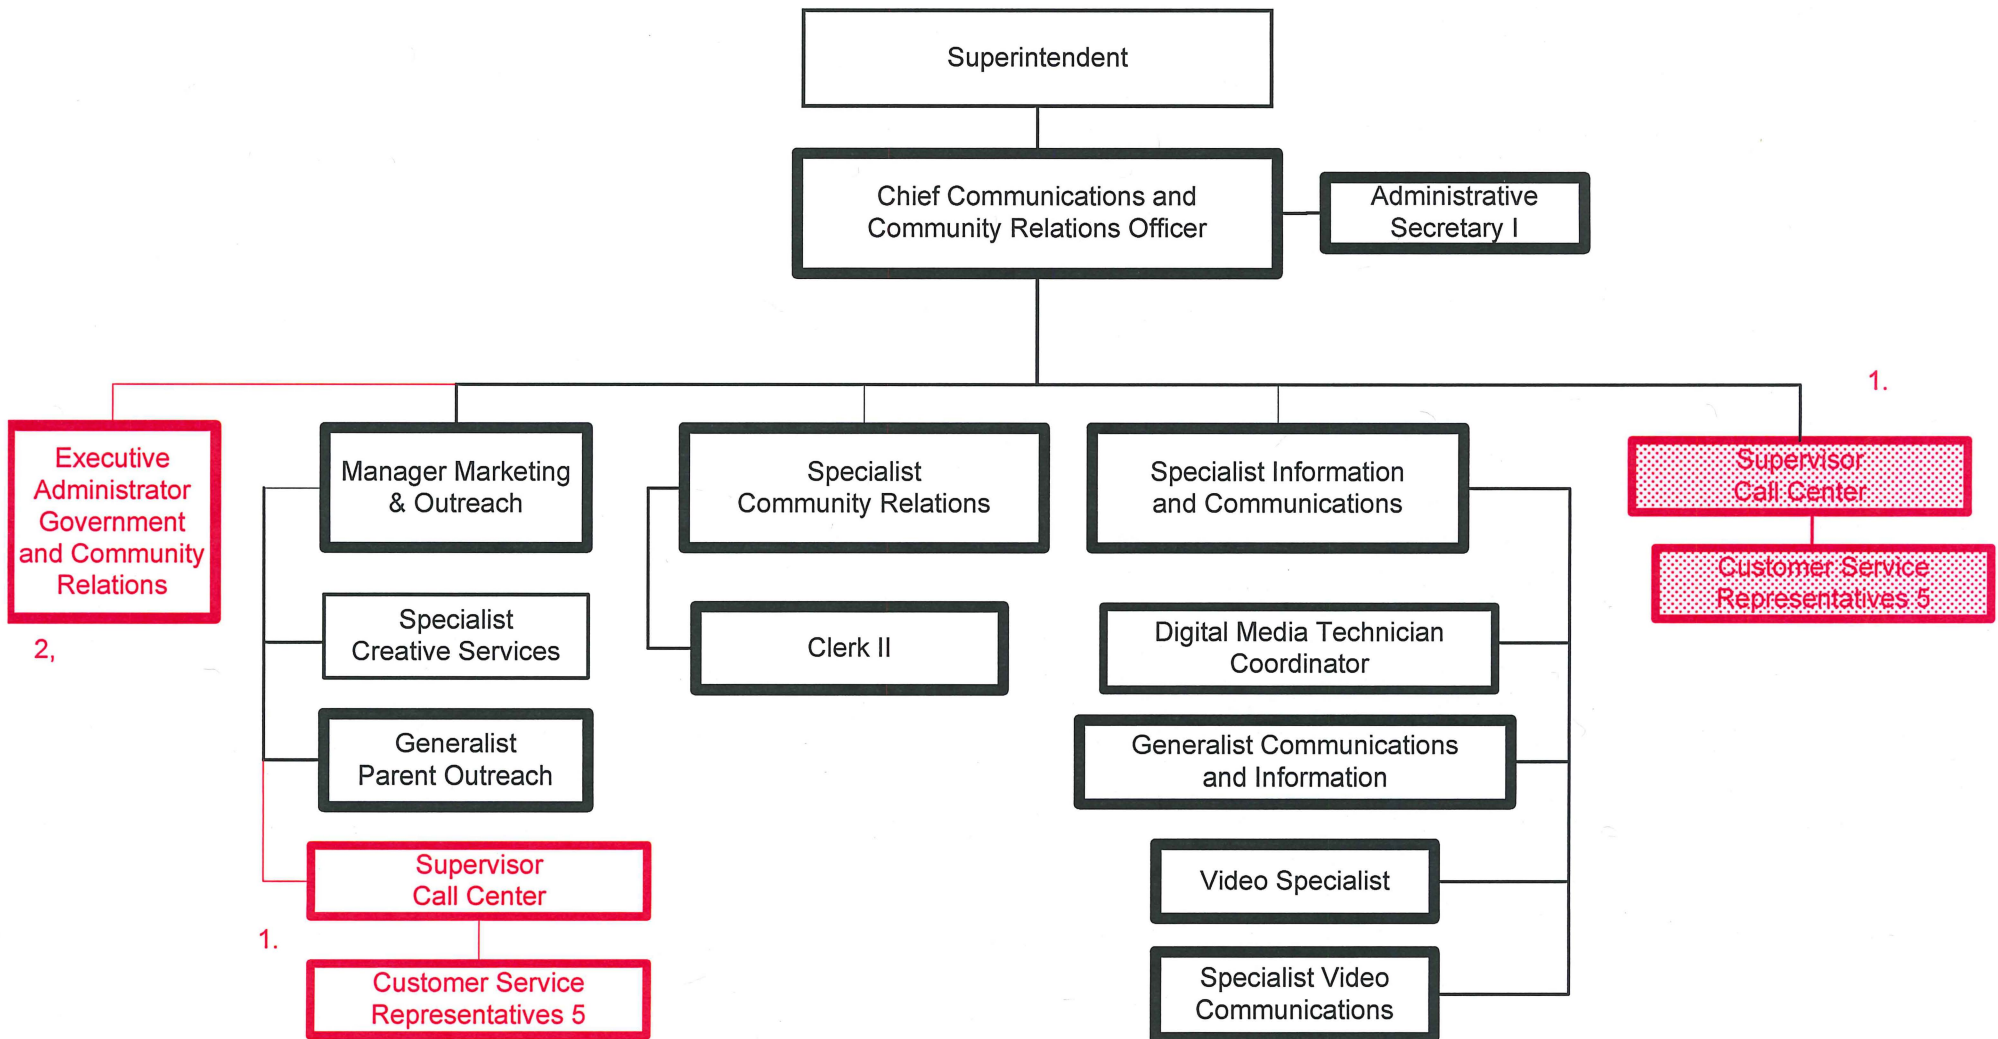 Superintendent
Chief Communications and
Community Relations Officer
Administrative
Secretary I
1.
Executive
Administrator
Government
and Community
Relations
2,
Manager Marketing
& Outreach
Specialist
Creative Services
Generalist
Parent Outreach
Supervisor
Call Center
1.
Customer Service
Representatives 5
Specialist
Community Relations
Clerk II
Specialist Information
and Communications
Digital Media Technician
Coordinator
Generalist Communications
and Information
Video Specialist
Specialist Video
Communications
Supervisor
Call Center
Customer Service
Representatives 5